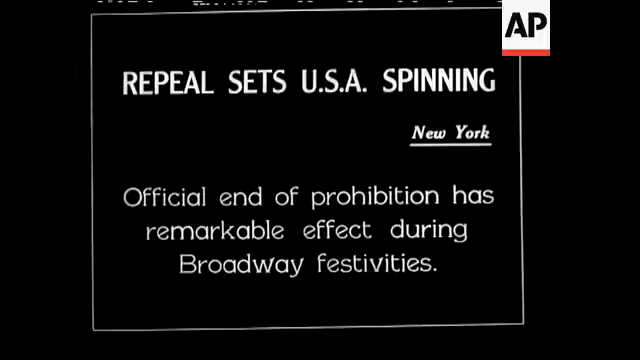 AP
REPEAL SETS U.S.A. SPINNING
New York
Official end of prohibition has
remarkable effect during
Broadway festivities.